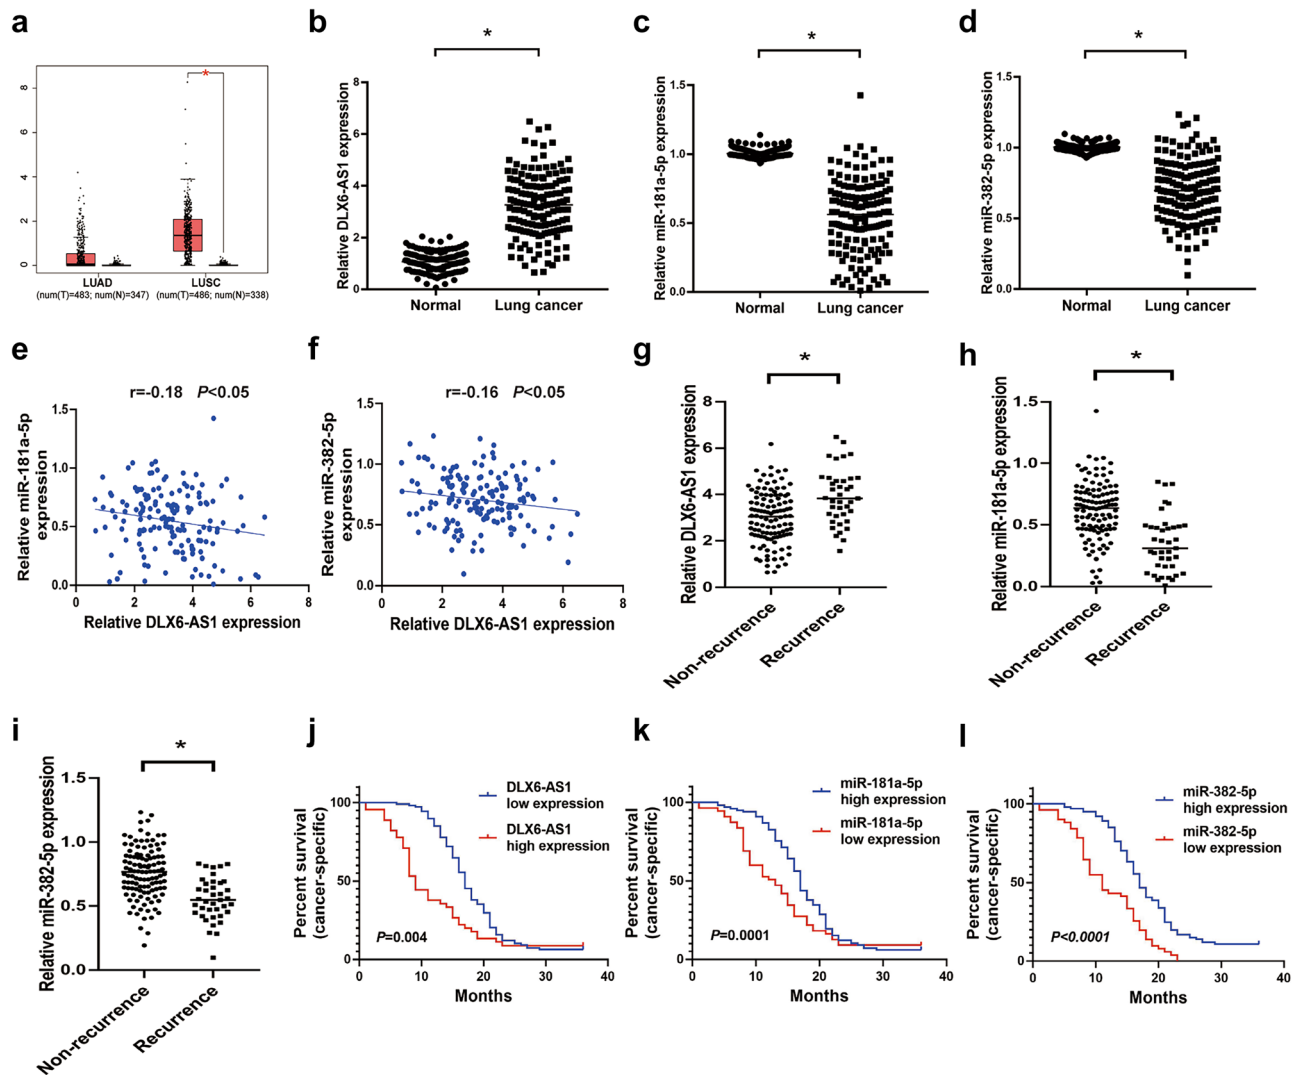 a
8
6
4
2
0
*
LUAD
(num(T)=483; num(N)=347)
LUSC
(num(T)=486; num(N)=338)
b
*
Relative DLX6-AS1 expression
8
6
4
2
0
Normal
Lung cancer
c
*
Relative miR-181a-5p expression
1.5
1.0
0.5
0.0
Normal
Lung cancer
d
*
Relative miR-382-5p expression
1.5
1.0
0.5
0.0
Normal
Lung cancer
e
r=-0.18 P<0.05
Relative miR-181a-5p
expression
1.5
1.0
0.5
0.0
0 2 4 6 8
Relative DLX6-AS1 expression
f
r=-0.16 P<0.05
Relative miR-382-5p
expression
1.5
1.0
0.5
0.0
0 2 4 6 8
Relative DLX6-AS1 expression
g
*
Relative DLX6-AS1 expression
8
6
4
2
0
Non-recurrence
Recurrence
h
*
Relative miR-181a-5p expression
1.5
1.0
0.5
0.0
Non-recurrence
Recurrence
i
*
Relative miR-382-5p expression
1.5
1.0
0.5
0.0
Non-recurrence
Recurrence
j
Percent survival
(cancer-specific)
100
50
0
DLX6-AS1
low expression
DLX6-AS1
high expression
P=0.004
0 10 20 30 40
Months
k
Percent survival
(cancer-specific)
100
50
0
miR-181a-5p
high expression
miR-181a-5p
low expression
P=0.0001
0 10 20 30 40
Months
l
Percent survival
(cancer-specific)
100
50
0
miR-382-5p
high expression
miR-382-5p
low expression
P<0.0001
0 10 20 30 40
Months